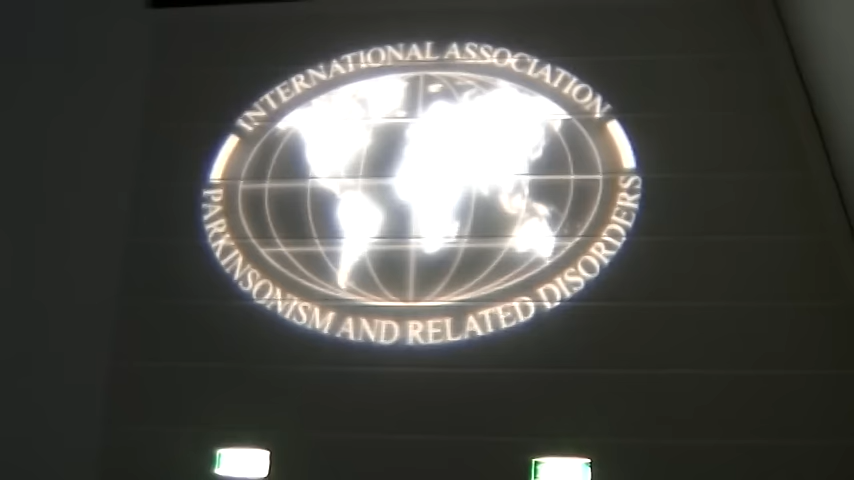 INTERNATIONAL ASSOCIATION
PARKINSONISM AND RELATED DISORDERS